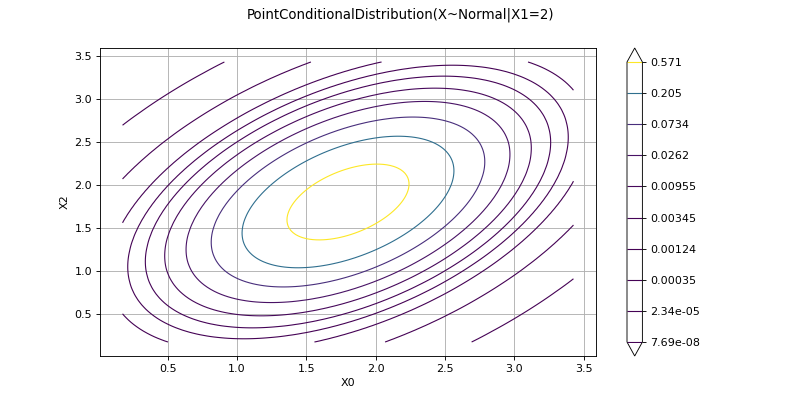 PointConditionalDistribution(X~Normal|X1=2)
3.5
3.0
2.5
2.0
1.5
1.0
0.5
X2
0.5 1.0 1.5 2.0 2.5 3.0 3.5
X0
0.571
0.205
0.0734
0.0262
0.00955
0.00345
0.00124
0.00035
2.34e-05
7.69e-08